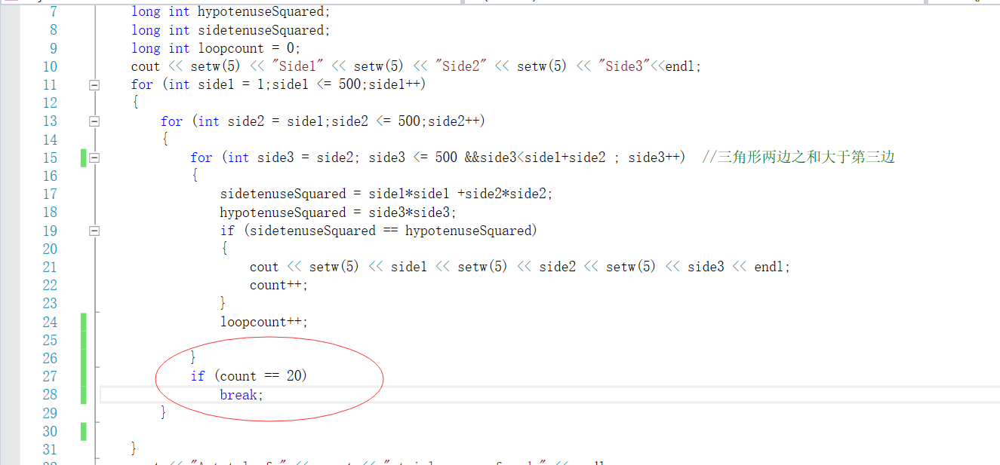 7 long int hypotenuseSquared;
8 long int sidetenuseSquared;
9 long int loopcount = 0;
10 cout << setw(5) << "Side1" << setw(5) << "Side2" << setw(5) << "Side3"<<endl;
11 for (int side1 = 1;side1 <= 500;side1++)
12 {
13 for (int side2 = side1;side2 <= 500;side2++)
14 {
15 for (int side3 = side2; side3 <= 500 &&side3<side1+side2 ; side3++) //三角形两边之和大于第三边
16 {
17 sidetenuseSquared = side1*side1 +side2*side2;
18 hypotenuseSquared = side3*side3;
19 if (sidetenuseSquared == hypotenuseSquared)
20 {
21 cout << setw(5) << side1 << setw(5) << side2 << setw(5) << side3 << endl;
22 count++;
23 }
24 loopcount++;
25
26 }
27 if (count == 20)
28 break;
29 }
30
31 }